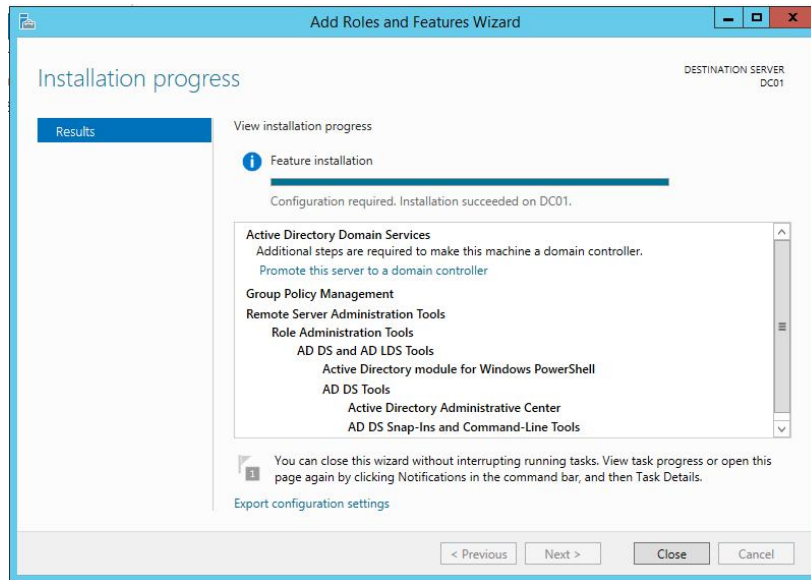 Add Roles and Features Wizard
Installation progress
DESTINATION SERVER
DC01
Results
View installation progress
Feature installation
Configuration required. Installation succeeded on DC01.
Active Directory Domain Services
Additional steps are required to make this machine a domain controller.
Promote this server to a domain controller
Group Policy Management
Remote Server Administration Tools
Role Administration Tools
AD DS and AD LDS Tools
Active Directory module for Windows PowerShell
AD DS Tools
Active Directory Administrative Center
AD DS Snap-Ins and Command-Line Tools
1
You can close this wizard without interrupting running tasks. View task progress or open this
page again by clicking Notifications in the command bar, and then Task Details.
Export configuration settings
< Previous Next > Close Cancel